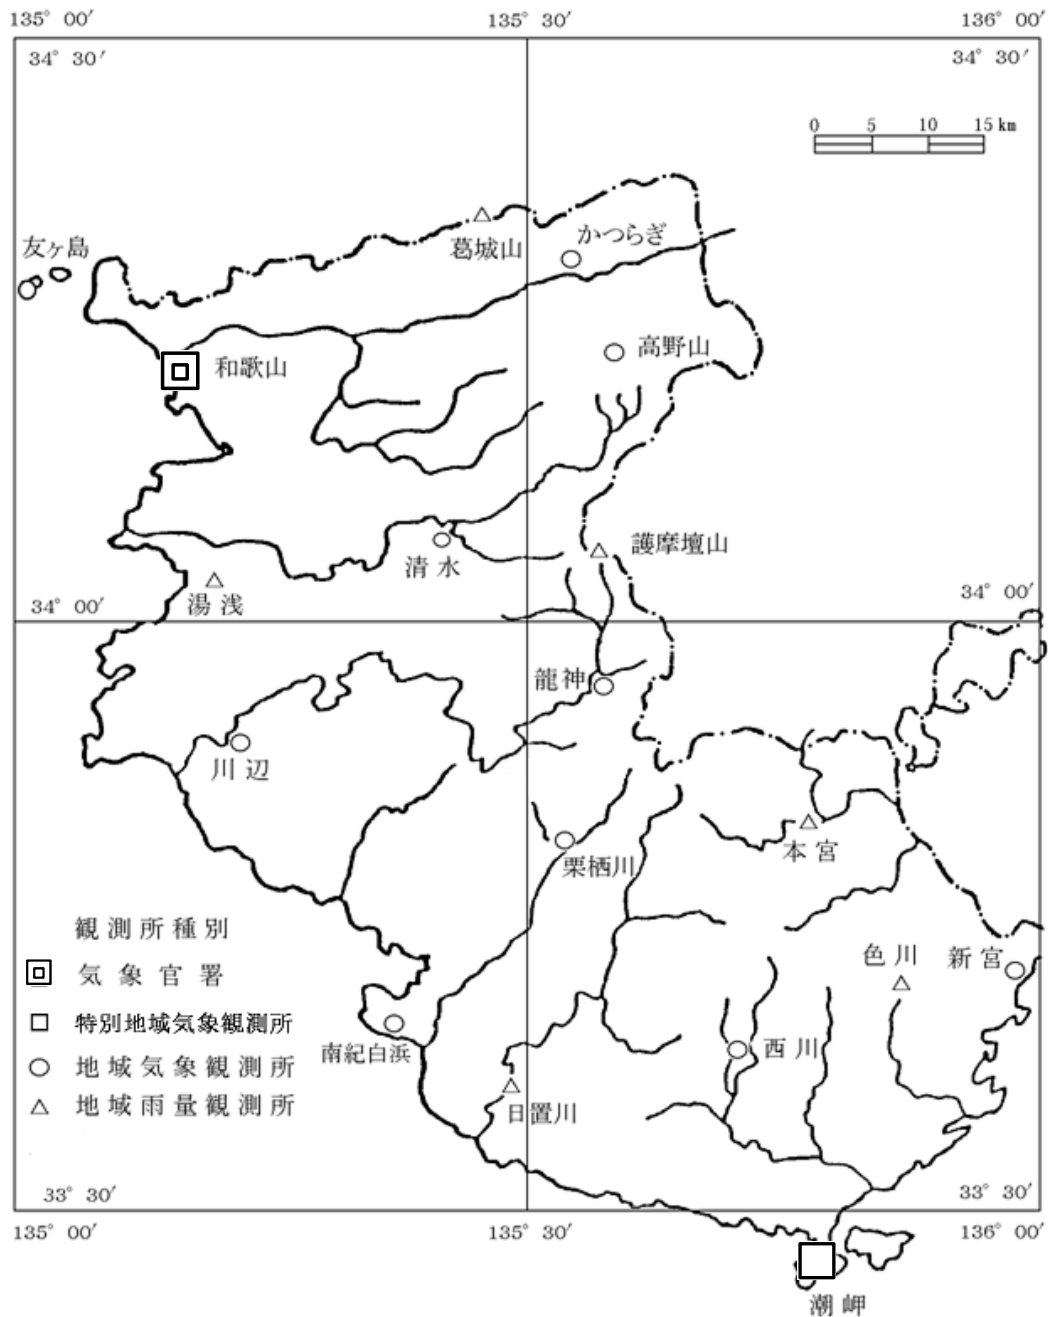 135° 00′
135° 30′
136° 00′
34° 30′
34° 30′
0 5 10 15 km
友ヶ島
葛城山
かつらぎ
和歌山
高野山
清水
護摩壇山
湯浅
34° 00′
34° 00′
龍神
川辺
本宮
栗栖川
観測所種別
気象官署
特別地域気象観測所
地域気象観測所
地域雨量観測所
色川
新宮
南紀白浜
西川
日置川
33° 30′
33° 30′
135° 00′
135° 30′
136° 00′
潮岬